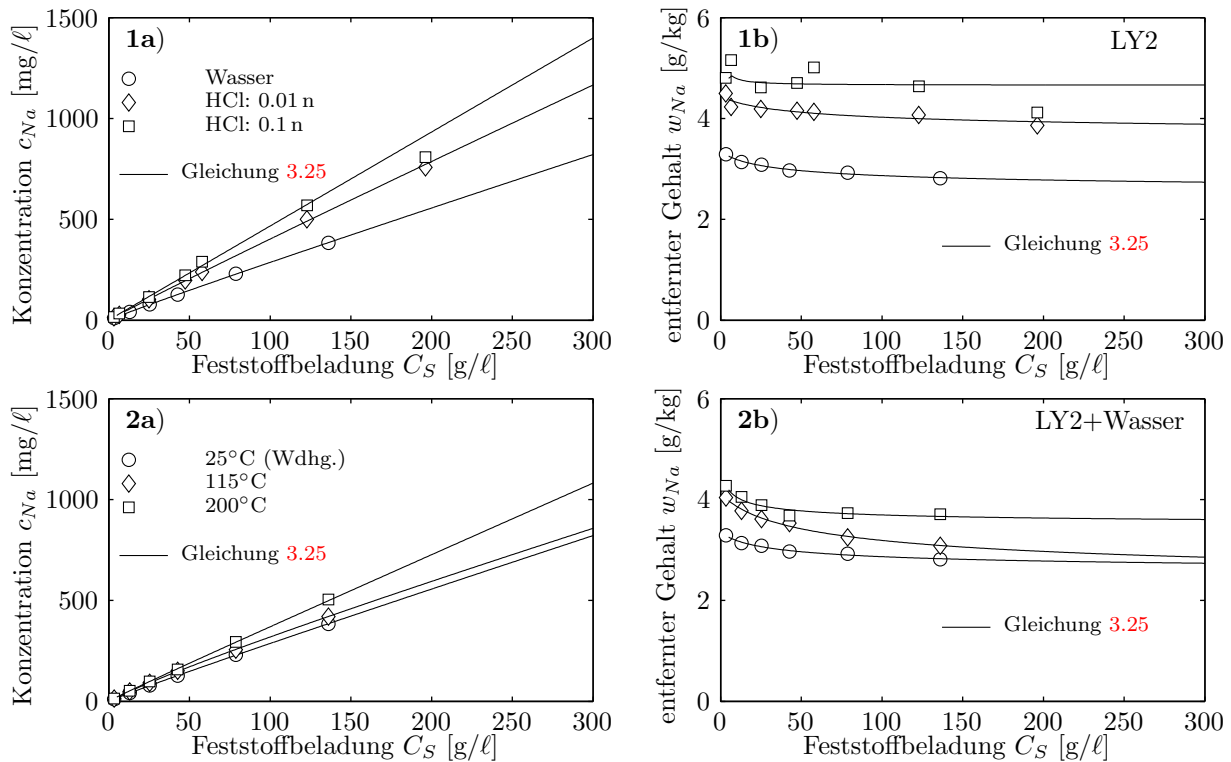 1a)
Wasser
HCl: 0.01 n
HCl: 0.1 n
Gleichung 3.25
Konzentration c_Na [mg/ℓ]
0
500
1000
1500
0 50 100 150 200 250 300
Feststoffbeladung C_S [g/ℓ]
1b)
LY2
Gleichung 3.25
entfernter Gehalt w_Na [g/kg]
0
2
4
6
0 50 100 150 200 250 300
Feststoffbeladung C_S [g/ℓ]
2a)
25°C (Wdhg.)
115°C
200°C
Gleichung 3.25
Konzentration c_Na [mg/ℓ]
0
500
1000
1500
0 50 100 150 200 250 300
Feststoffbeladung C_S [g/ℓ]
2b)
LY2+Wasser
Gleichung 3.25
entfernter Gehalt w_Na [g/kg]
0
2
4
6
0 50 100 150 200 250 300
Feststoffbeladung C_S [g/ℓ]